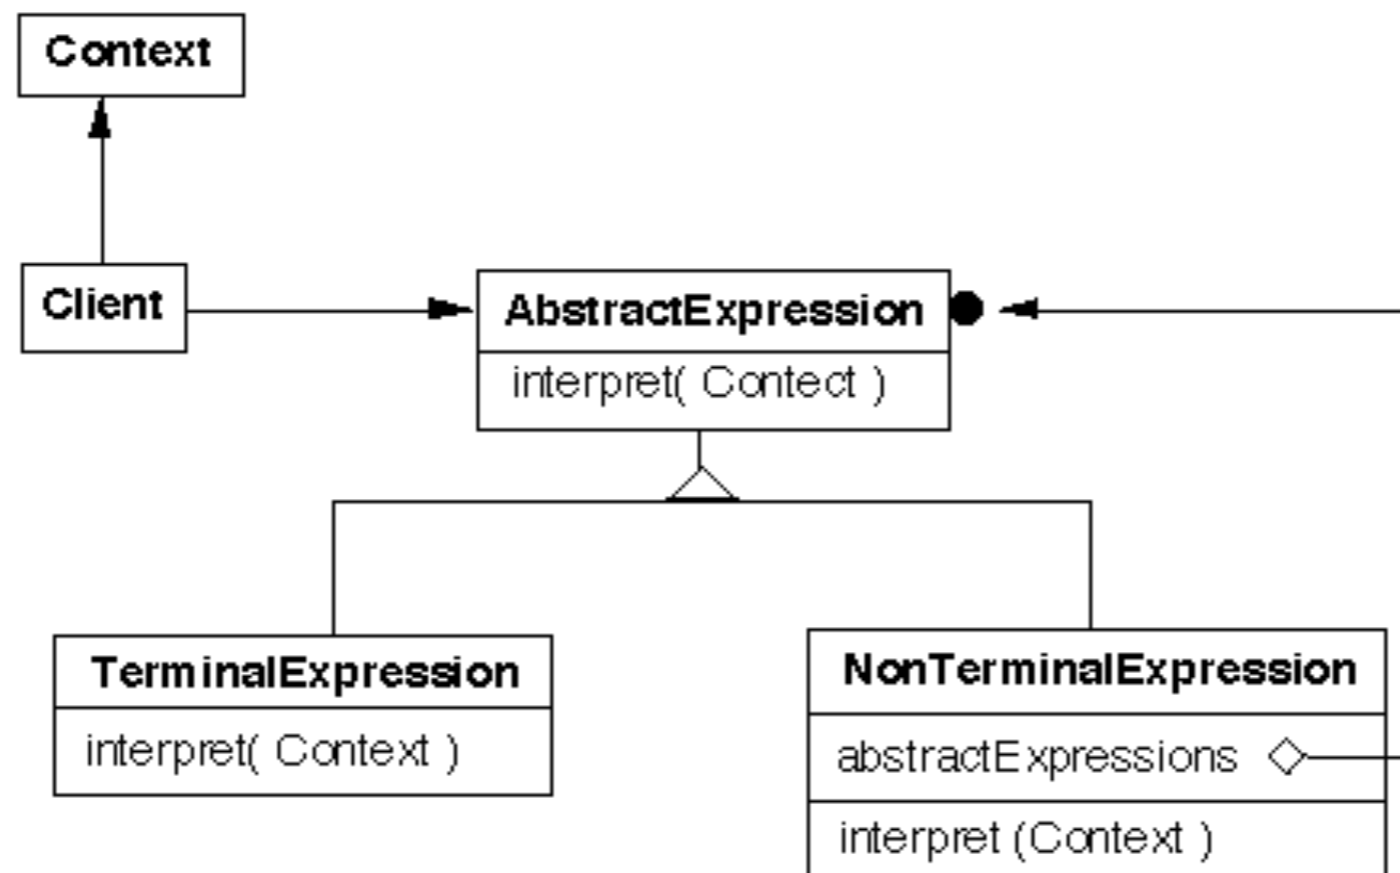 Context
Client
AbstractExpression
interpret( Contect )
TerminalExpression
interpret( Context )
NonTerminalExpression
abstractExpressions
interpret (Context )